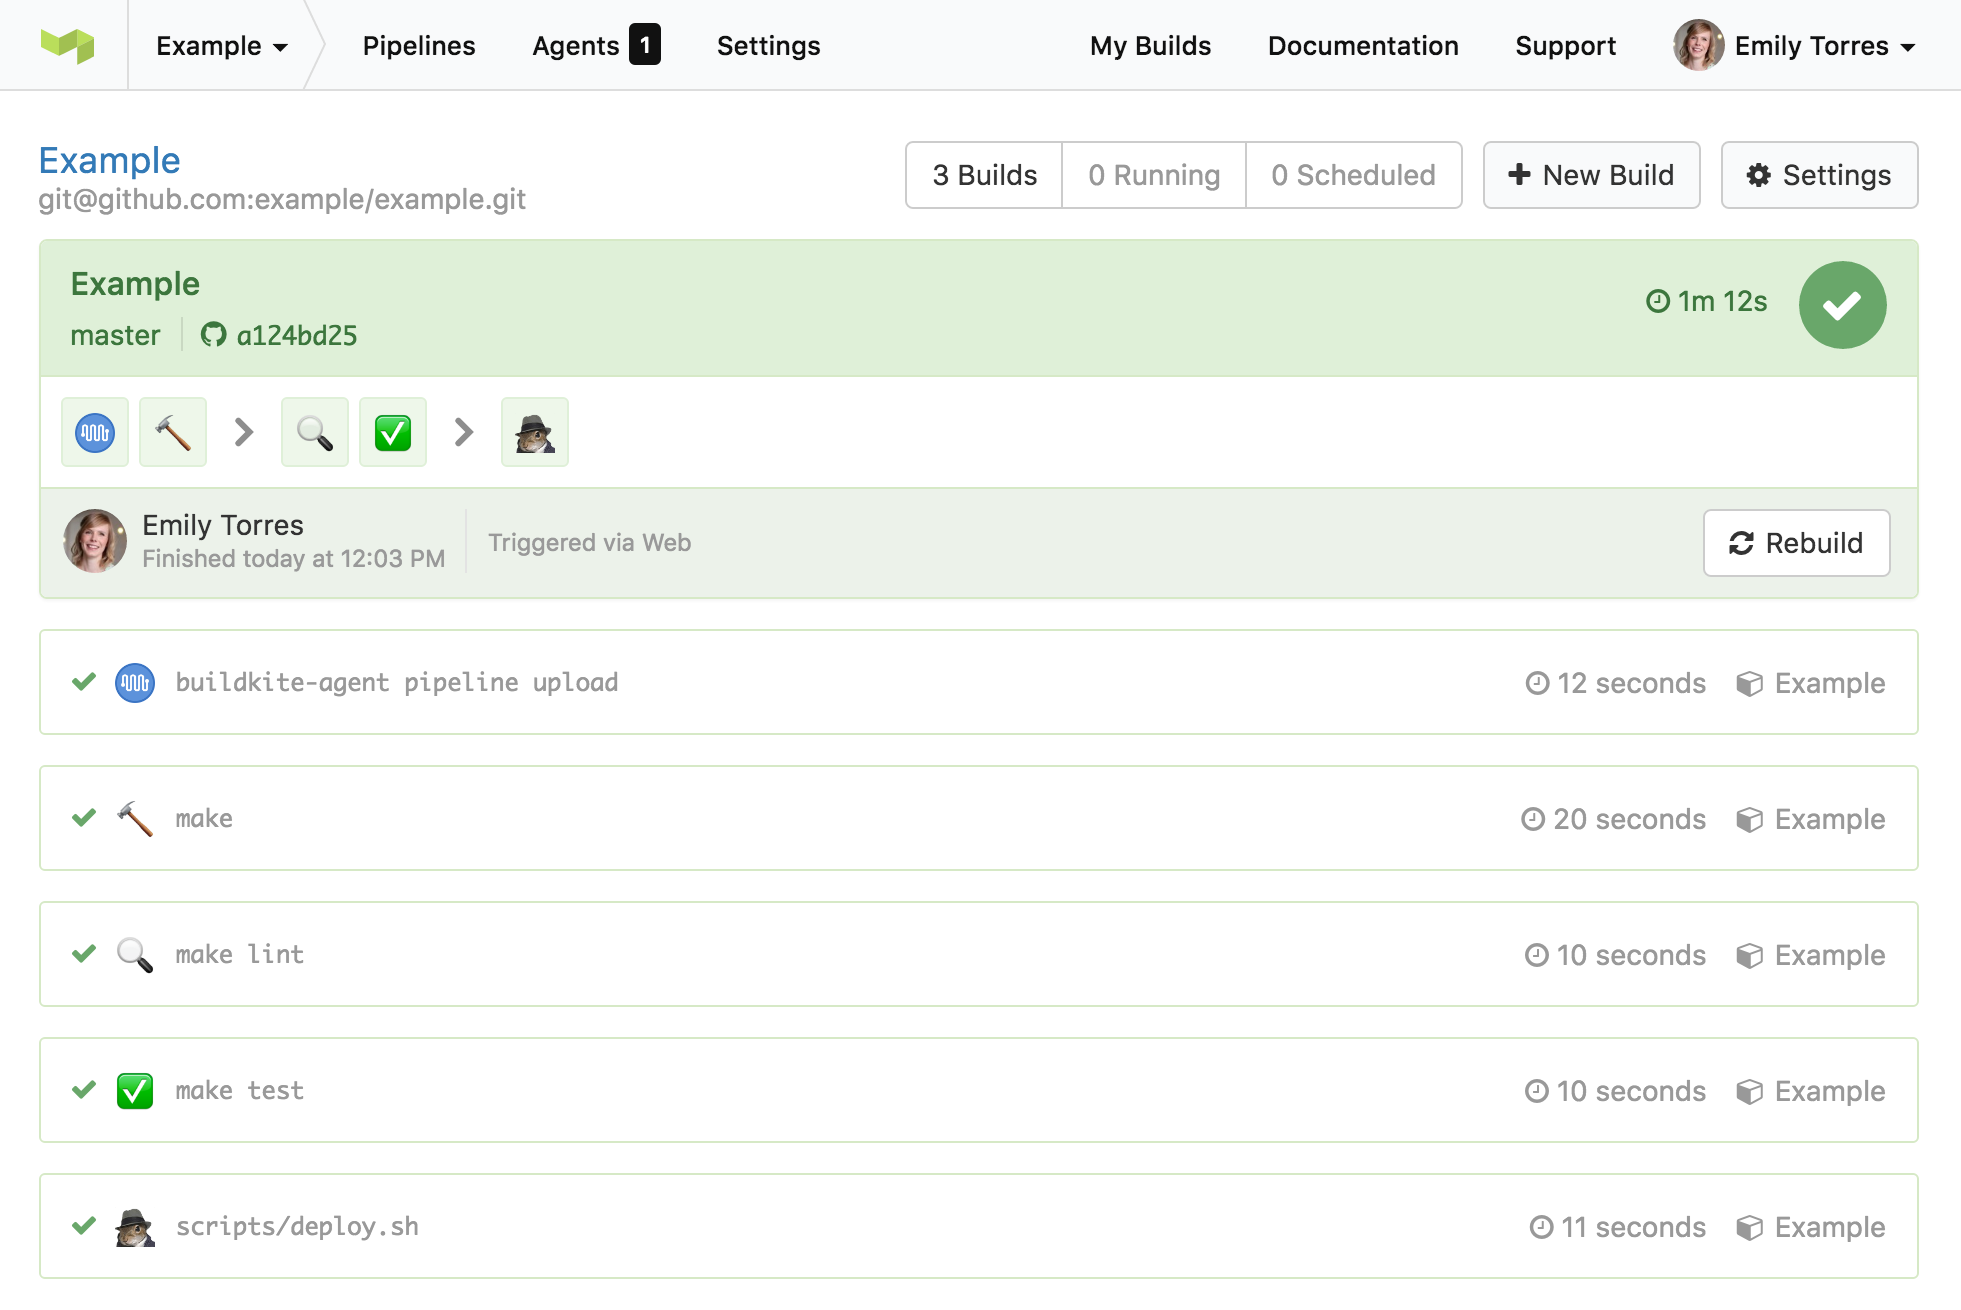 Example
Pipelines
Agents 1
Settings
My Builds
Documentation
Support
Emily Torres
Example
git@github.com:example/example.git
3 Builds
0 Running
0 Scheduled
New Build
Settings
Example
master
a124bd25
1m 12s
Emily Torres
Finished today at 12:03 PM
Triggered via Web
Rebuild
buildkite-agent pipeline upload
12 seconds
Example
make
20 seconds
Example
make lint
10 seconds
Example
make test
10 seconds
Example
scripts/deploy.sh
11 seconds
Example